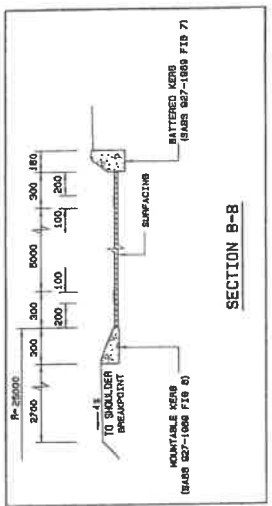 R=25000
2750
300
300
5000
300
150
200
100
100
200
4%
TO SHOULDER
BREAKPOINT
SURFACING
MOUNTABLE KERB
(SABS 927-1969 FIG 8)
BATTERED KERB
(SABS 927-1969 FIG 7)
SECTION B-B